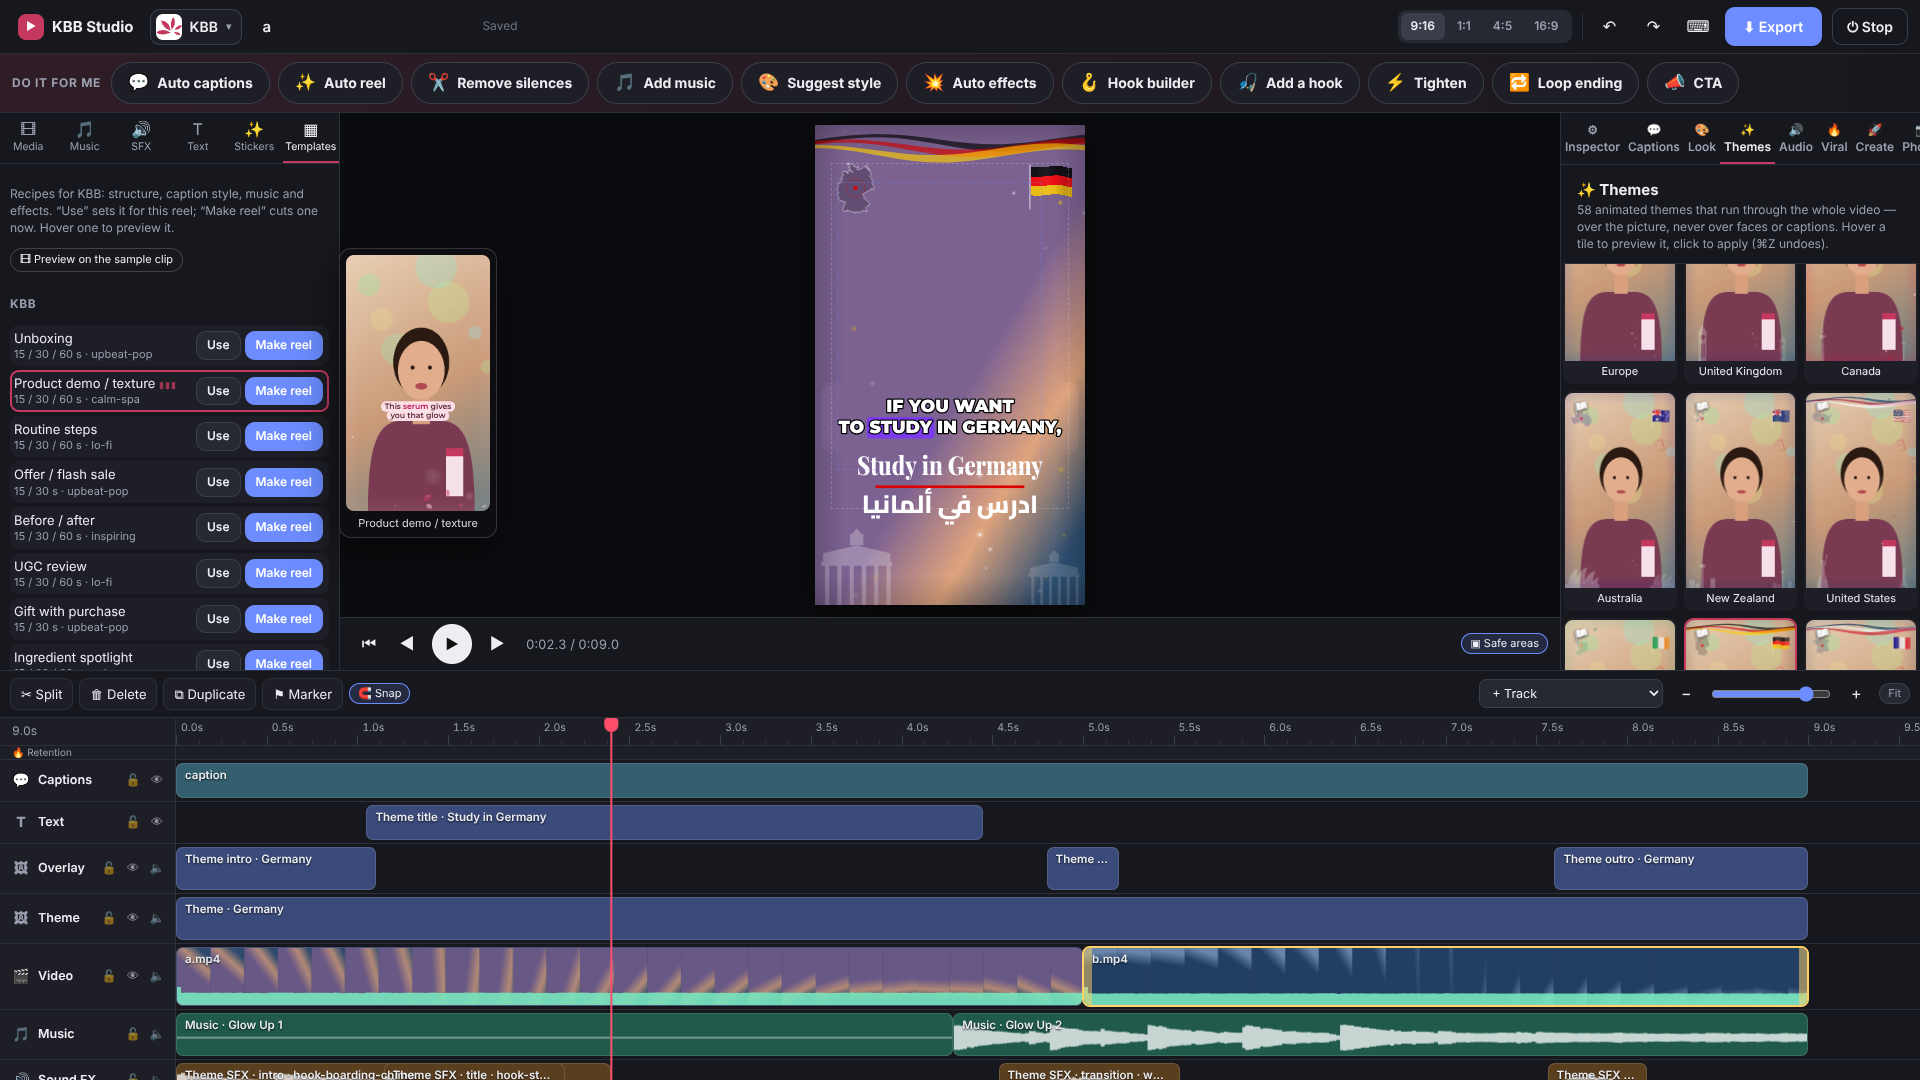 KBB Studio
KBB
a
Saved
9:16 1:1 4:5 16:9
Export
Stop
DO IT FOR ME
Auto captions
Auto reel
Remove silences
Add music
Suggest style
Auto effects
Hook builder
Add a hook
Tighten
Loop ending
CTA
Media Music SFX Text Stickers Templates
Recipes for KBB: structure, caption style, music and
effects. “Use” sets it for this reel; “Make reel” cuts one
now. Hover one to preview it.
Preview on the sample clip
KBB
Unboxing
15 / 30 / 60 s · upbeat-pop
Use Make reel
Product demo / texture
15 / 30 / 60 s · calm-spa
Use Make reel
Routine steps
15 / 30 / 60 s · lo-fi
Use Make reel
Offer / flash sale
15 / 30 s · upbeat-pop
Use Make reel
Before / after
15 / 30 / 60 s · inspiring
Use Make reel
UGC review
15 / 30 / 60 s · lo-fi
Use Make reel
Gift with purchase
15 / 30 s · upbeat-pop
Use Make reel
Ingredient spotlight
Use Make reel
This serum gives
you that glow
Product demo / texture
IF YOU WANT
TO STUDY IN GERMANY,
Study in Germany
ادرس في ألمانيا
0:02.3 / 0:09.0
Safe areas
Inspector Captions Look Themes Audio Viral Create
Themes
58 animated themes that run through the whole video —
over the picture, never over faces or captions. Hover a
tile to preview it, click to apply (⌘Z undoes).
Europe United Kingdom Canada
Australia New Zealand United States
Split
Delete
Duplicate
Marker
Snap
+ Track
Fit
9.0s
0.0s 0.5s 1.0s 1.5s 2.0s 2.5s 3.0s 3.5s 4.0s 4.5s 5.0s 5.5s 6.0s 6.5s 7.0s 7.5s 8.0s 8.5s 9.0s
Retention
Captions
caption
Text
Theme title · Study in Germany
Overlay
Theme intro · Germany
Theme ...
Theme outro · Germany
Theme
Theme · Germany
Video
a.mp4
b.mp4
Music
Music · Glow Up 1
Music · Glow Up 2
Sound FX
Theme SFX · intro · hook-boarding-
Theme SFX · title · hook-st...
Theme SFX · transition · w...
Theme SFX ...